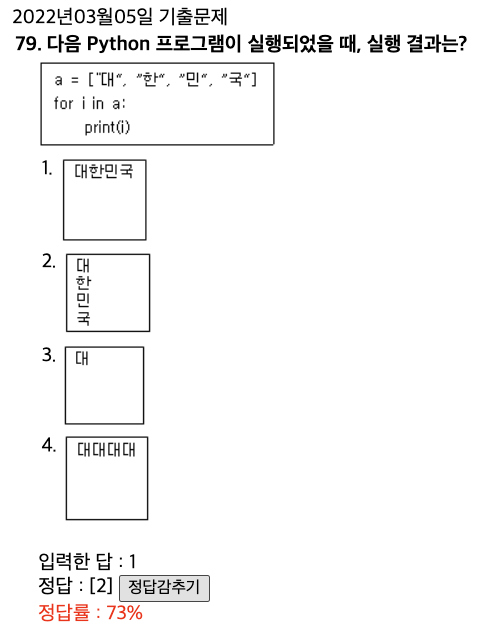 2022년03월05일 기출문제
79. 다음 Python 프로그램이 실행되었을 때, 실행 결과는?
a = ["대", "한", "민", "국"]
for i in a:
print(i)
1.
대한민국
2.
대
한
민
국
3.
대
4.
대대대대
입력한 답 : 1
정답 : [2] 정답감추기
정답률 : 73%